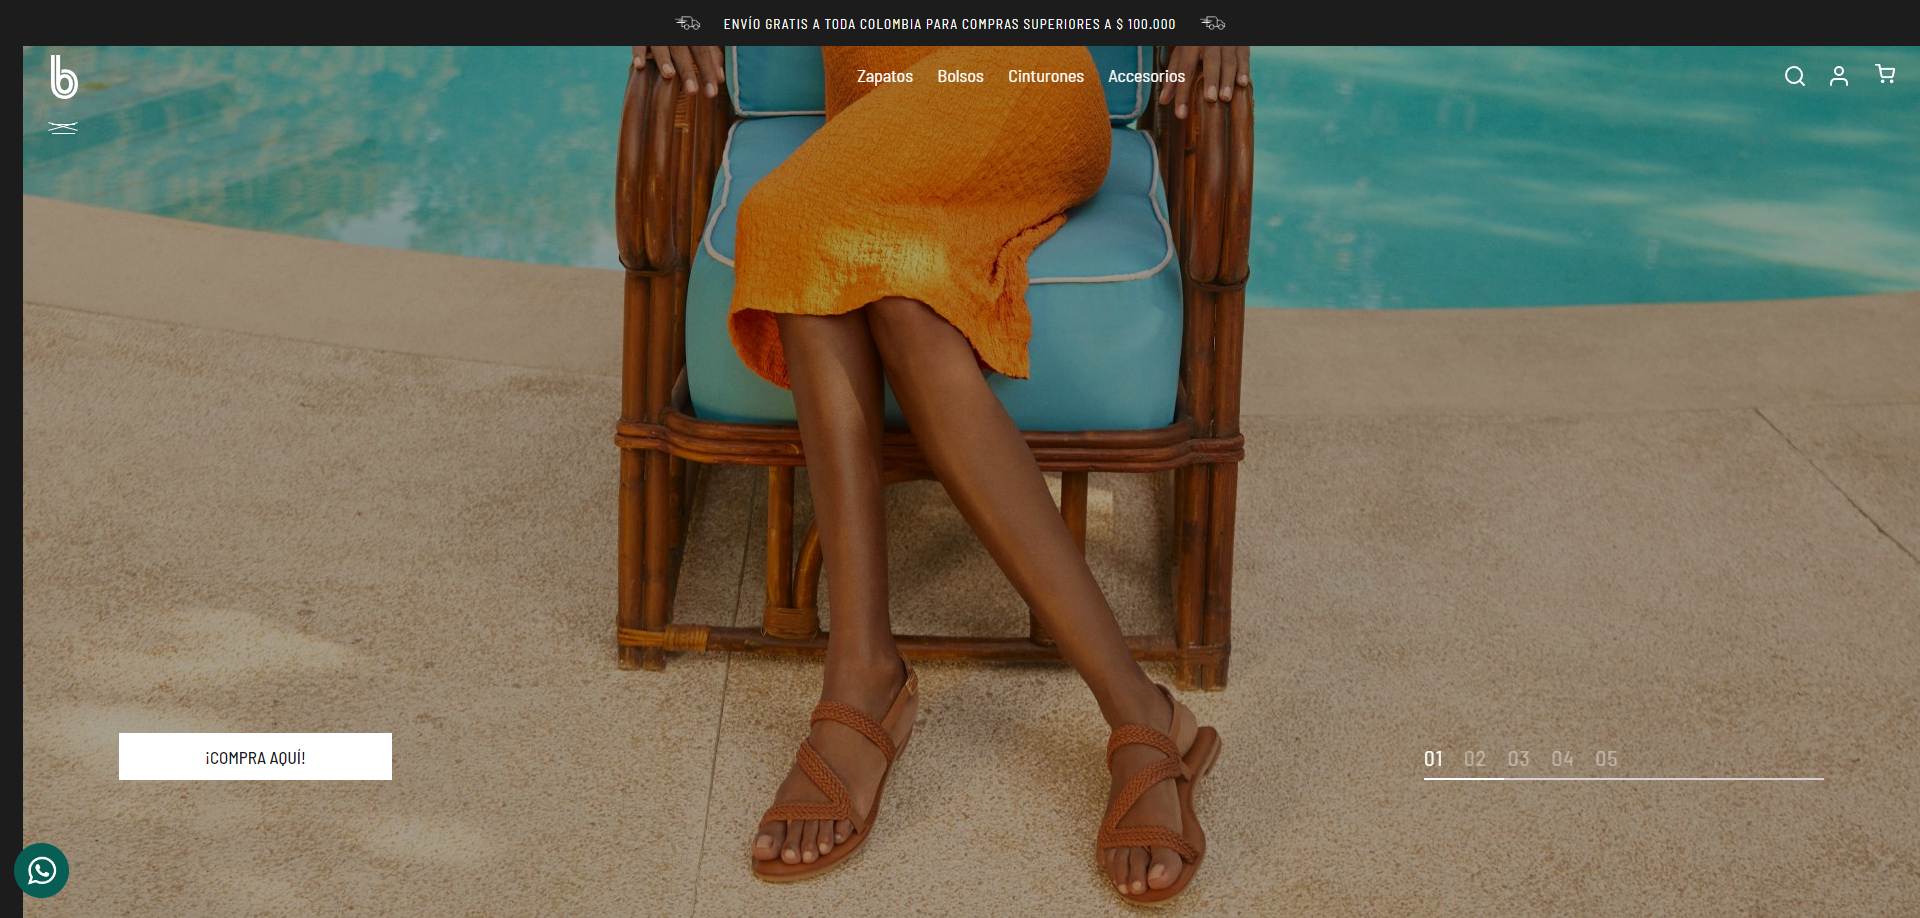 ENVÍO GRATIS A TODA COLOMBIA PARA COMPRAS SUPERIORES A $ 100.000
b
Zapatos Bolsos Cinturones Accesorios
¡COMPRA AQUÍ!
01 02 03 04 05